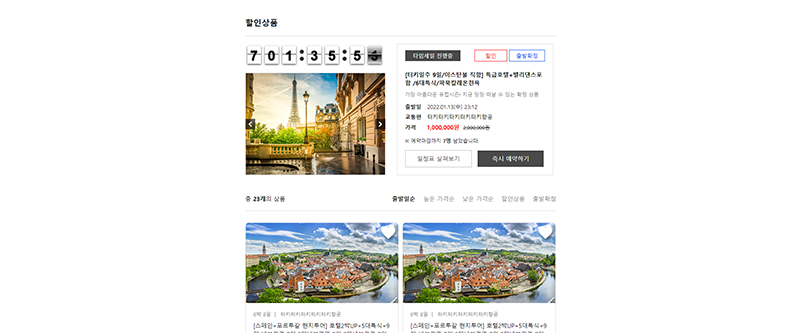 할인상품
7 0 1 3 5 5
타임세일 진행중
할인
출발확정
[터키일주 9일/이스탄불 직항] 특급호텔+밸리댄스포
함 /6대특식/파묵칼레온천욕
가장 아름다운 유럽시즌! 지금 당장 떠날 수 있는 확정 상품
출발일 2022.01.13(수) 23:12
교통편 터키터키터키터키터키항공
가격 1,000,000원 2,000,000원
※ 예약마감까지 7명 남았습니다.
일정표 살펴보기
즉시 예약하기
총 23개의 상품
출발일순 높은 가격순 낮은 가격순 할인상품 출발확정
6박 8일 | 터키터키터키터키터키항공
6박 8일 | 터키터키터키터키터키항공
[스페인+포르투갈 현지투어] 호텔2박UP+5대특식+9
[스페인+포르투갈 현지투어] 호텔2박UP+5대특식+9